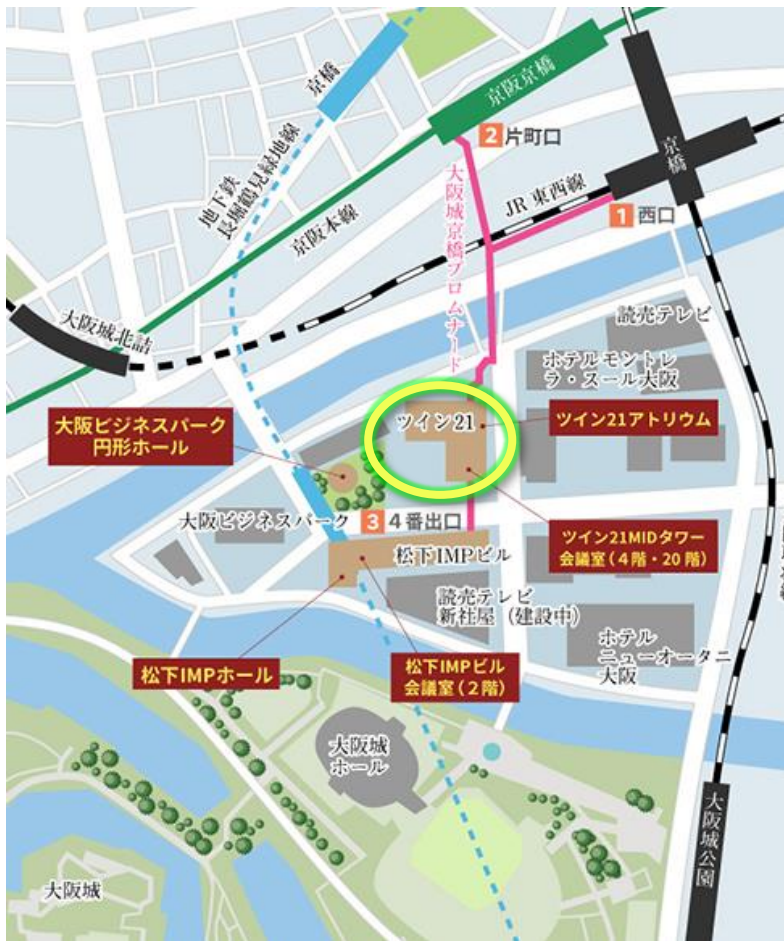 京橋
京阪京橋
2 片町口
京橋
地下鉄
長堀鶴見緑地線
京阪本線
大阪城京橋プロムナード
JR東西線
1 西口
大阪城北詰
読売テレビ
ホテルモントレ
ラ・スール大阪
大阪ビジネスパーク
円形ホール
ツイン21
ツイン21アトリウム
大阪ビジネスパーク
3 4番出口
ツイン21MIDタワー
会議室(4階・20階)
松下IMPビル
読売テレビ
新社屋(建設中)
ホテル
ニューオータニ
大阪
松下IMPホール
松下IMPビル
会議室(2階)
大阪城
ホール
大阪城公園
大阪城